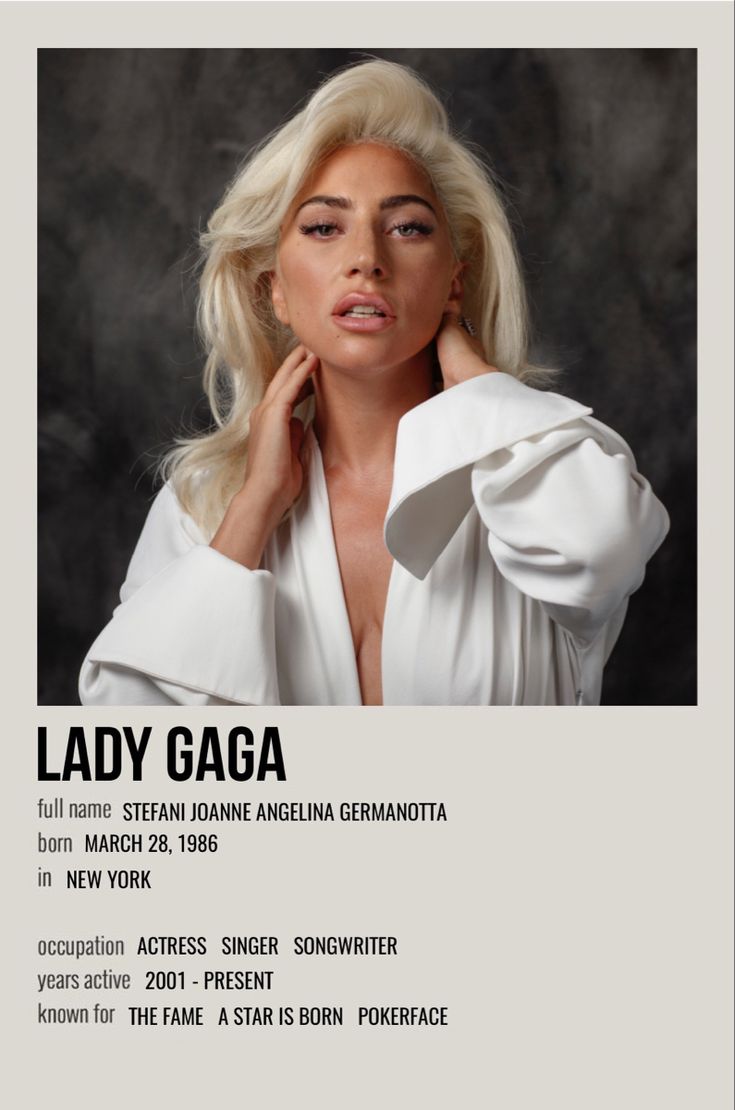 LADY GAGA
full name STEFANI JOANNE ANGELINA GERMANOTTA
born MARCH 28, 1986
in NEW YORK
occupation ACTRESS SINGER SONGWRITER
years active 2001 - PRESENT
known for THE FAME A STAR IS BORN POKERFACE